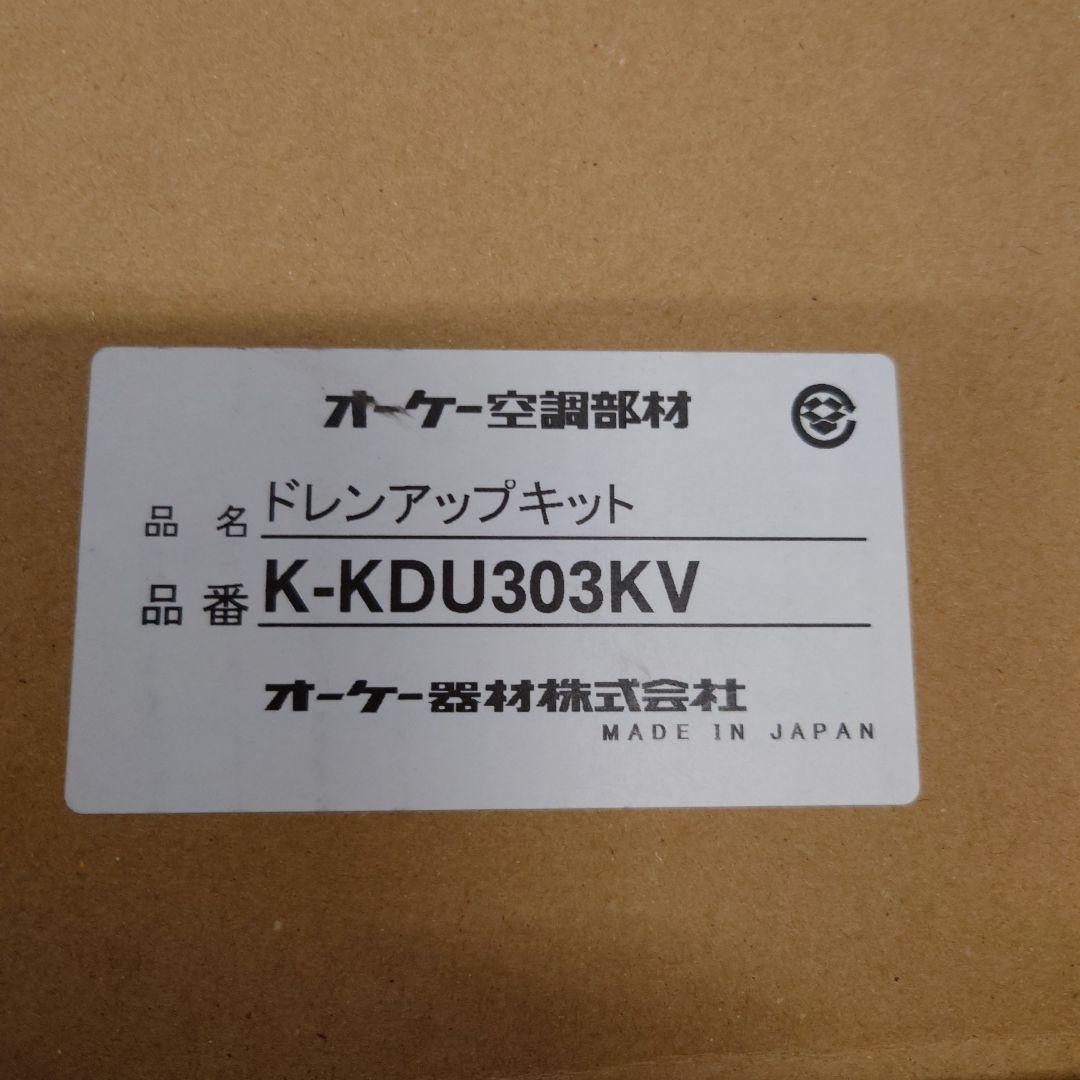 オーケー空調部材
品名 ドレンアップキット
品番 K-KDU303KV
オーケー器材株式会社
MADE IN JAPAN